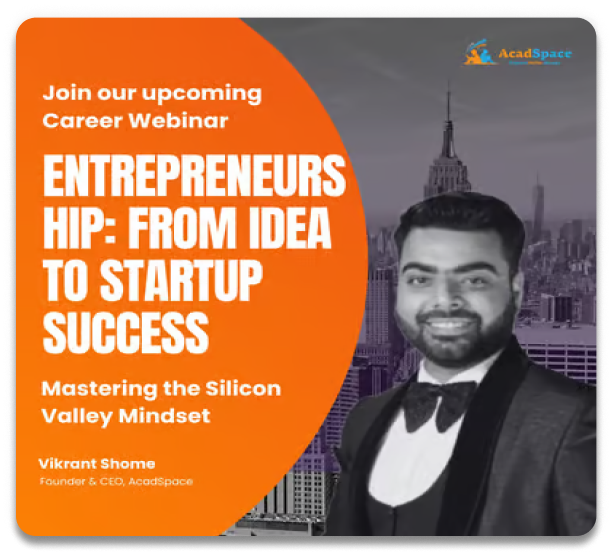 AcadSpace
Join our upcoming
Career Webinar
ENTREPRENEURS
HIP: FROM IDEA
TO STARTUP
SUCCESS
Mastering the Silicon
Valley Mindset
Vikrant Shome
Founder & CEO, AcadSpace